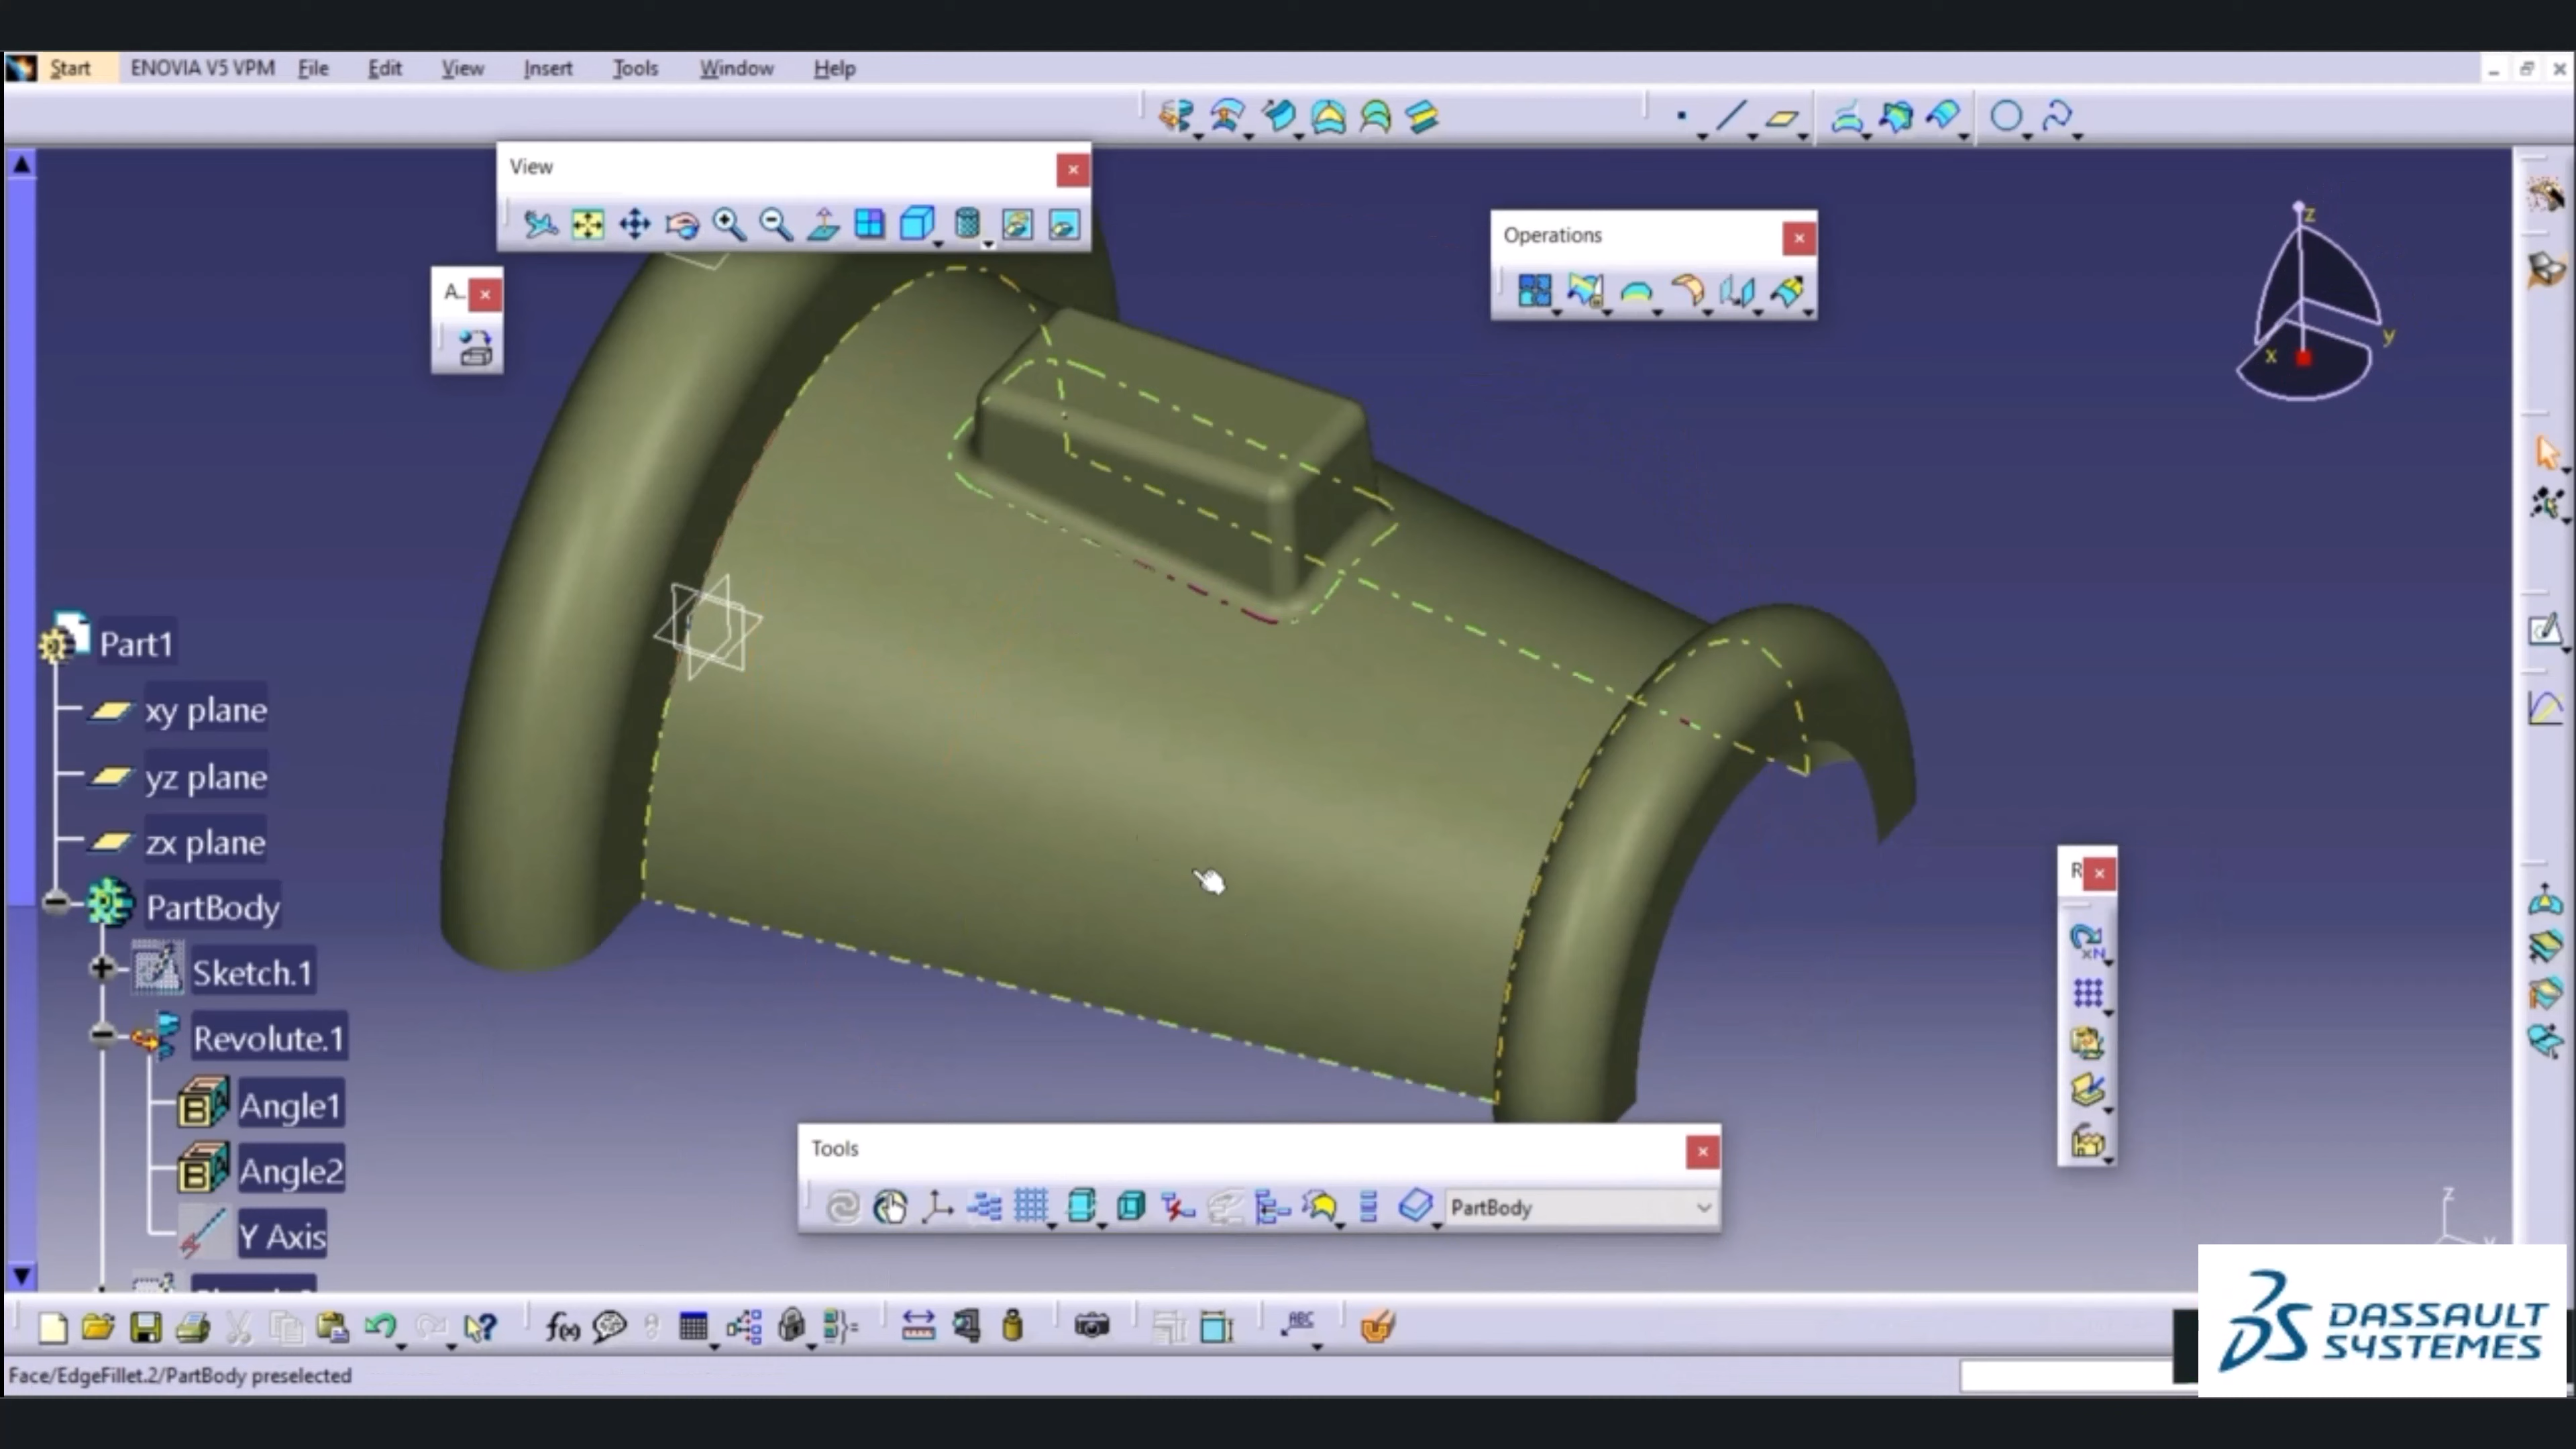 Start ENOVIA V5 VPM File Edit View Insert Tools Window Help
View
Operations
A..
z
y
x
Part1
xy plane
yz plane
zx plane
PartBody
Sketch.1
Revolute.1
Angle1
Angle2
Y Axis
R
Tools
PartBody
z
Face/EdgeFillet.2/PartBody preselected
DASSAULT
SYSTEMES